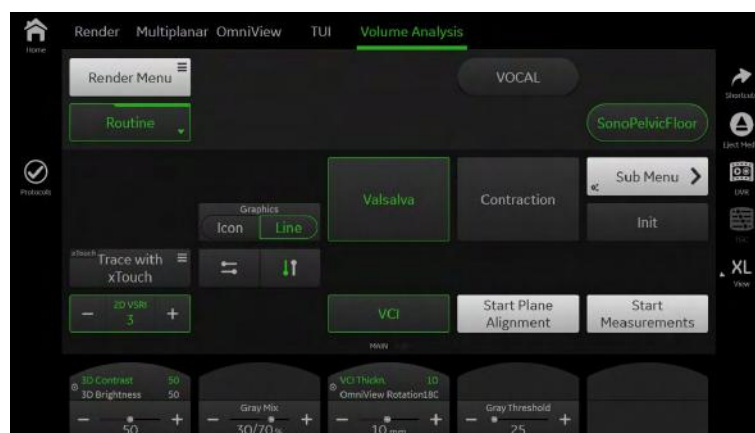 Render Multiplanar OmniView TUI Volume Analysis
Home
Render Menu
VOCAL
Shortcuts
Routine
SonoPelvicFloor
Eject Med
Protocols
DVR
Valsalva
Contraction
Sub Menu
Graphics
Icon Line
Init
xTouch
Trace with
xTouch
XL
View
2D VSRI
- 3 +
VCI
Start Plane
Alignment
Start
Measurements
MAIN
3D Contrast 50
3D Brightness 50
VCI Thickn. 10
OmniView Rotation18C
Gray Mix
Gray Threshold
- 50 +
- 30/70 % +
- 10 mm +
- 25 +